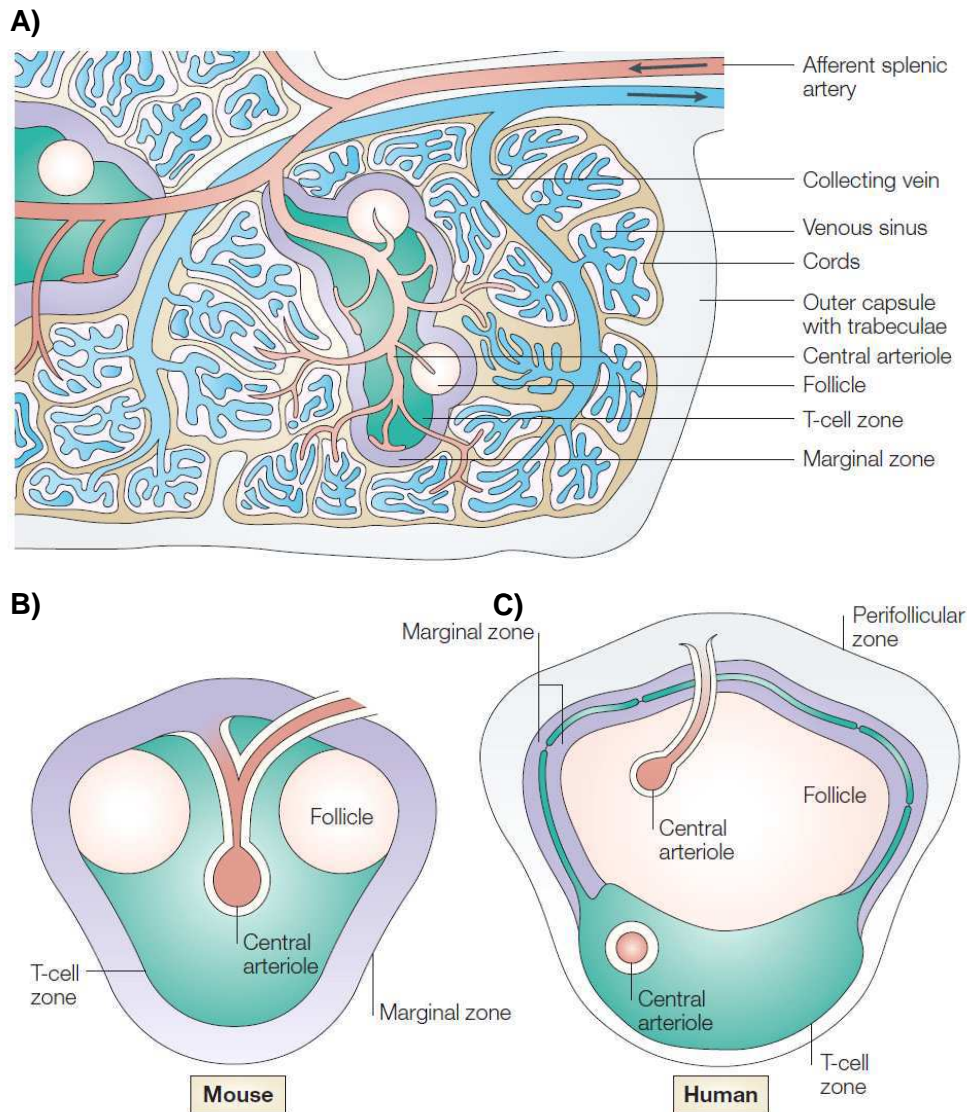 A)
Afferent splenic
artery
Collecting vein
Venous sinus
Cords
Outer capsule
with trabeculae
Central arteriole
Follicle
T-cell zone
Marginal zone
B)
Marginal zone
Follicle
Central
arteriole
T-cell
zone
Marginal zone
Mouse
C)
Perifollicular
zone
Follicle
Central
arteriole
Central
arteriole
T-cell
zone
Human